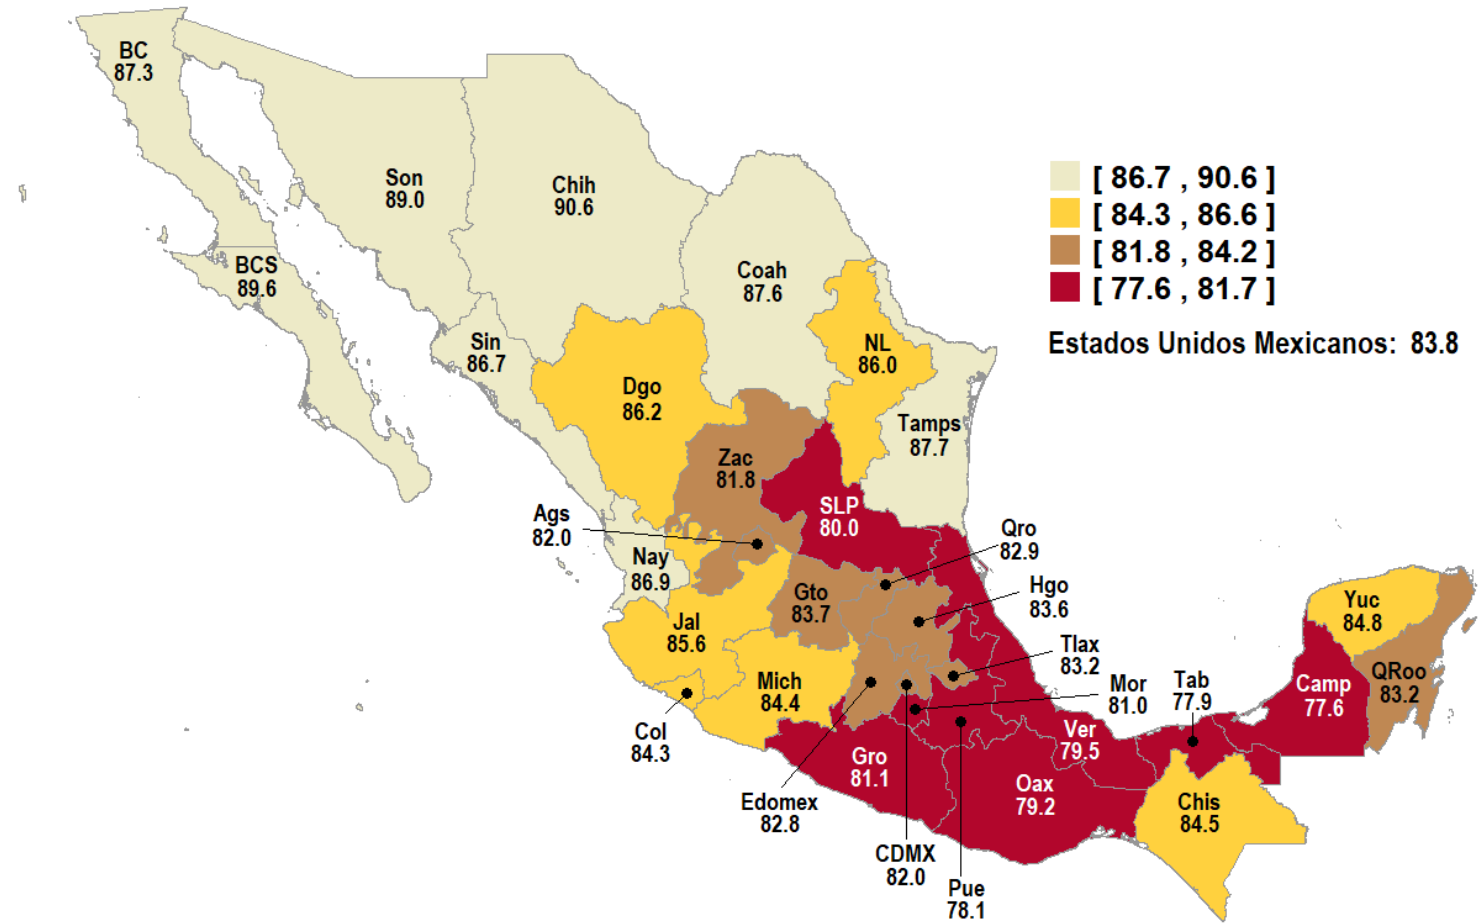 BC
87.3
Son
89.0
Chih
90.6
BCS
89.6
Coah
87.6
Sin
86.7
NL
86.0
Dgo
86.2
Tamps
87.7
Zac
81.8
SLP
80.0
Ags
82.0
Nay
86.9
Qro
82.9
Gto
83.7
Hgo
83.6
Jal
85.6
Tlax
83.2
Mich
84.4
Mor
81.0
Tab
77.9
Yuc
84.8
Camp
77.6
QRoo
83.2
Col
84.3
Ver
79.5
Gro
81.1
Oax
79.2
Chis
84.5
Edomex
82.8
CDMX
82.0
Pue
78.1
[ 86.7 , 90.6 ]
[ 84.3 , 86.6 ]
[ 81.8 , 84.2 ]
[ 77.6 , 81.7 ]
Estados Unidos Mexicanos: 83.8